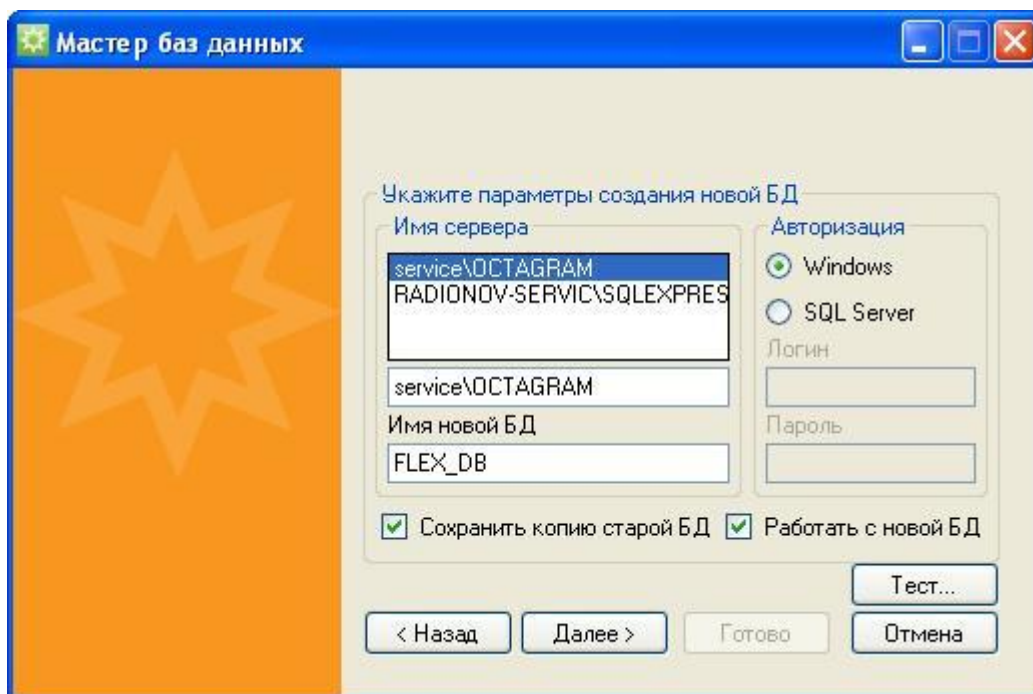 Мастер баз данных
Укажите параметры создания новой БД
Имя сервера
service\OCTAGRAM
RADIONOV-SERVIC\SQLEXPRES
service\OCTAGRAM
Имя новой БД
FLEX_DB
Авторизация
Windows
SQL Server
Логин
Пароль
Сохранить копию старой БД
Работать с новой БД
Тест...
< Назад
Далее >
Готово
Отмена